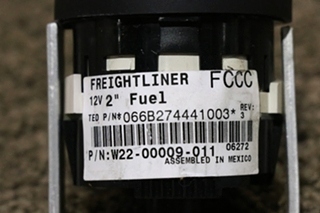 FREIGHTLINER FCCC
12V 2" Fuel
TED P/N* 066B274441003* REV: 3
P/N:W22-00009-011 06272
ASSEMBLED IN MEXICO